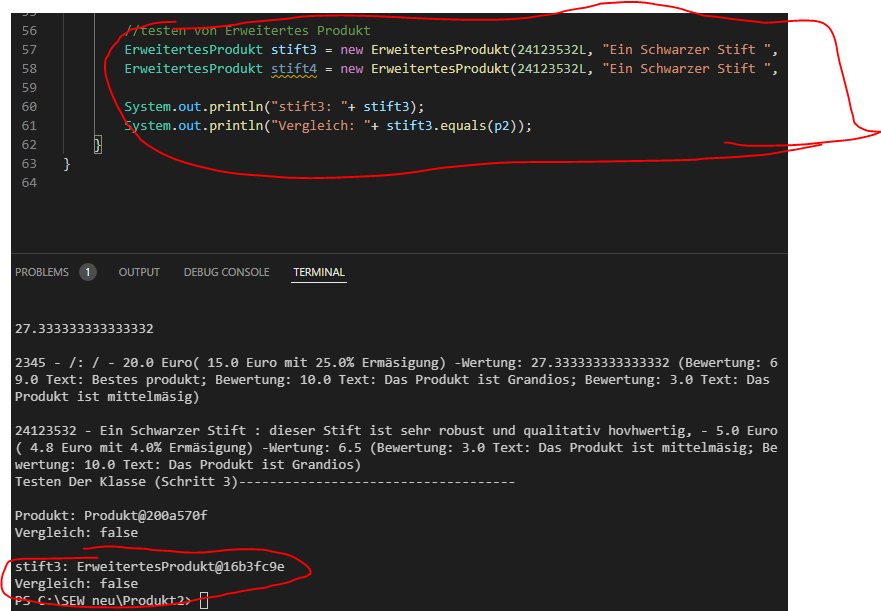 56 //testen von Erweitertes Produkt
57 ErweitertesProdukt stift3 = new ErweitertesProdukt(24123532L, "Ein Schwarzer Stift ",
58 ErweitertesProdukt stift4 = new ErweitertesProdukt(24123532L, "Ein Schwarzer Stift ",
59
60 System.out.println("stift3: "+ stift3);
61 System.out.println("Vergleich: "+ stift3.equals(p2));
62 }
63 }
64
PROBLEMS 1 OUTPUT DEBUG CONSOLE TERMINAL
27.333333333333332
2345 - /: / - 20.0 Euro( 15.0 Euro mit 25.0% Ermäsigung) -Wertung: 27.333333333333332 (Bewertung: 6
9.0 Text: Bestes produkt; Bewertung: 10.0 Text: Das Produkt ist Grandios; Bewertung: 3.0 Text: Das
Produkt ist mittelmäsig)
24123532 - Ein Schwarzer Stift : dieser Stift ist sehr robust und qualitativ hovhwertig, - 5.0 Euro
( 4.8 Euro mit 4.0% Ermäsigung) -Wertung: 6.5 (Bewertung: 3.0 Text: Das Produkt ist mittelmäsig; Be
wertung: 10.0 Text: Das Produkt ist Grandios)
Testen Der Klasse (Schritt 3)-----------------------------------
Produkt: Produkt@200a570f
Vergleich: false
stift3: ErweitertesProdukt@16b3fc9e
Vergleich: false
PS C:\SEW neu\Produkt2>